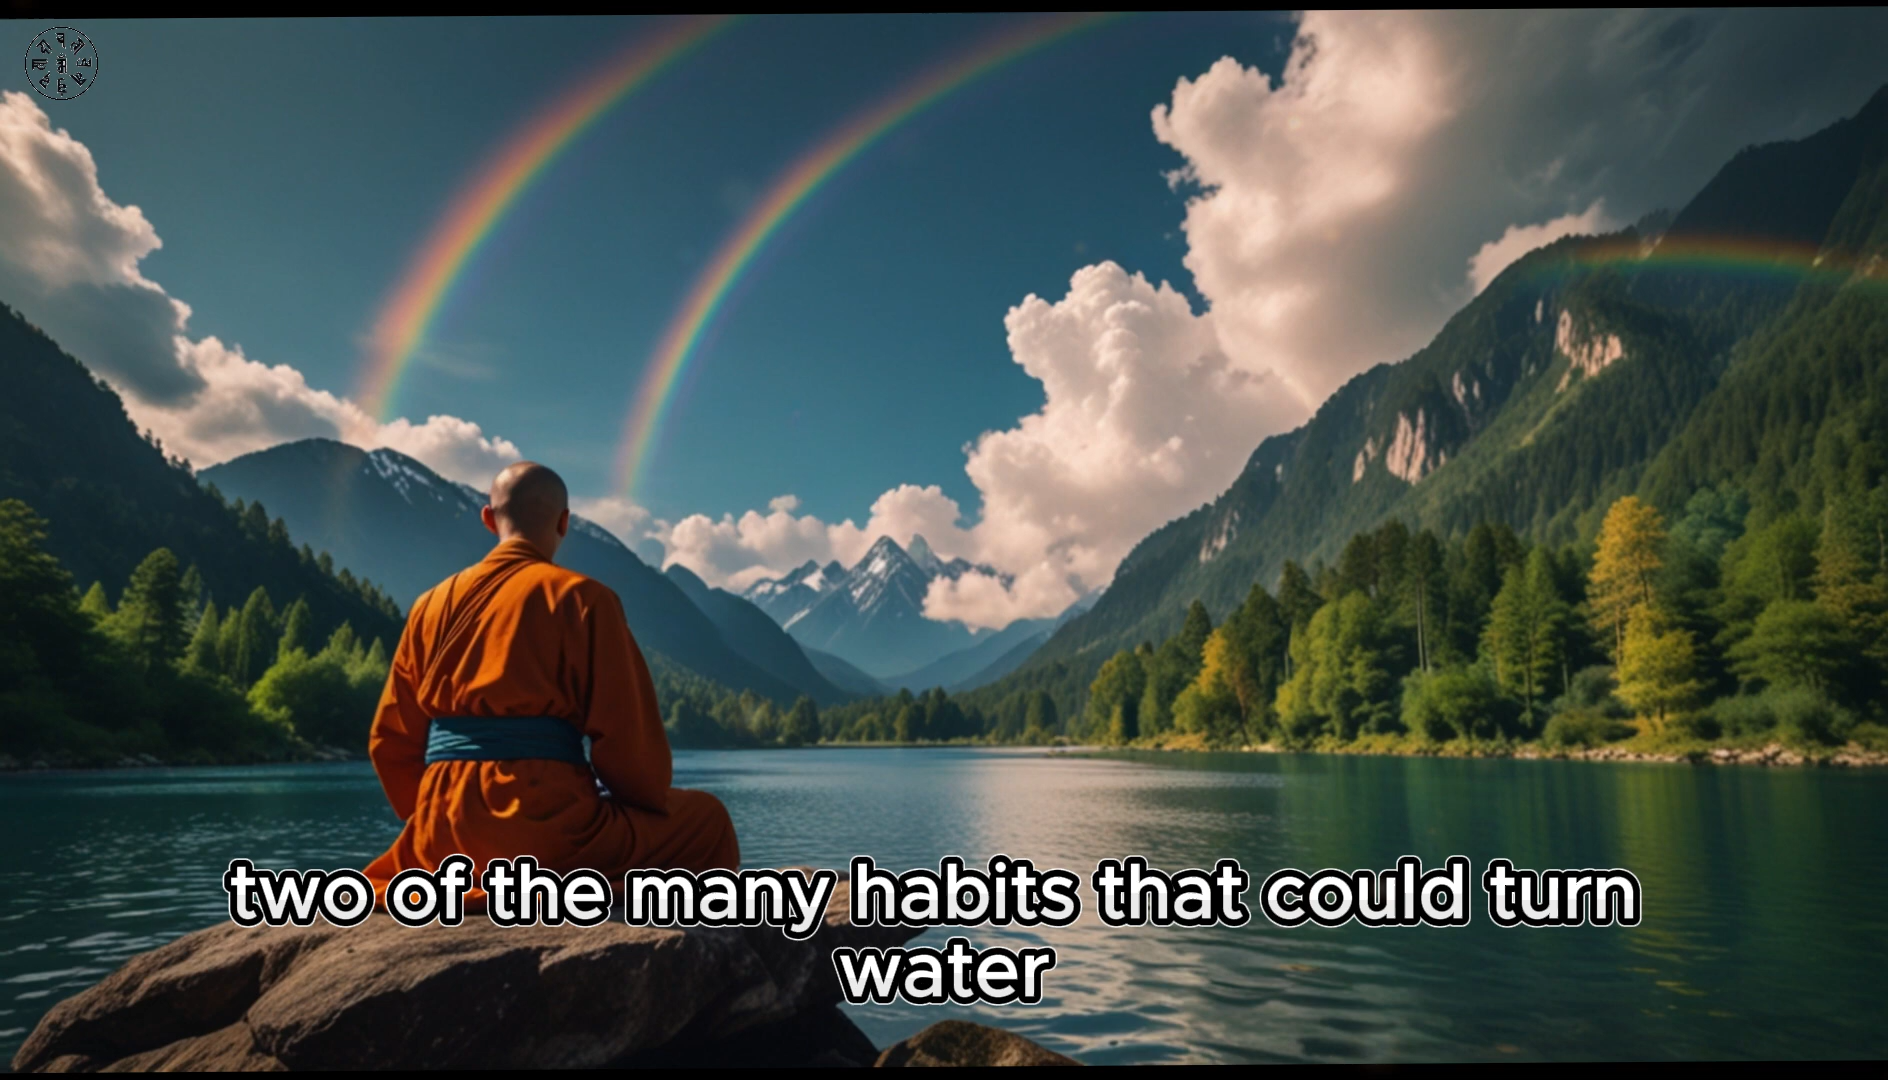 two of the many habits that could turn
water